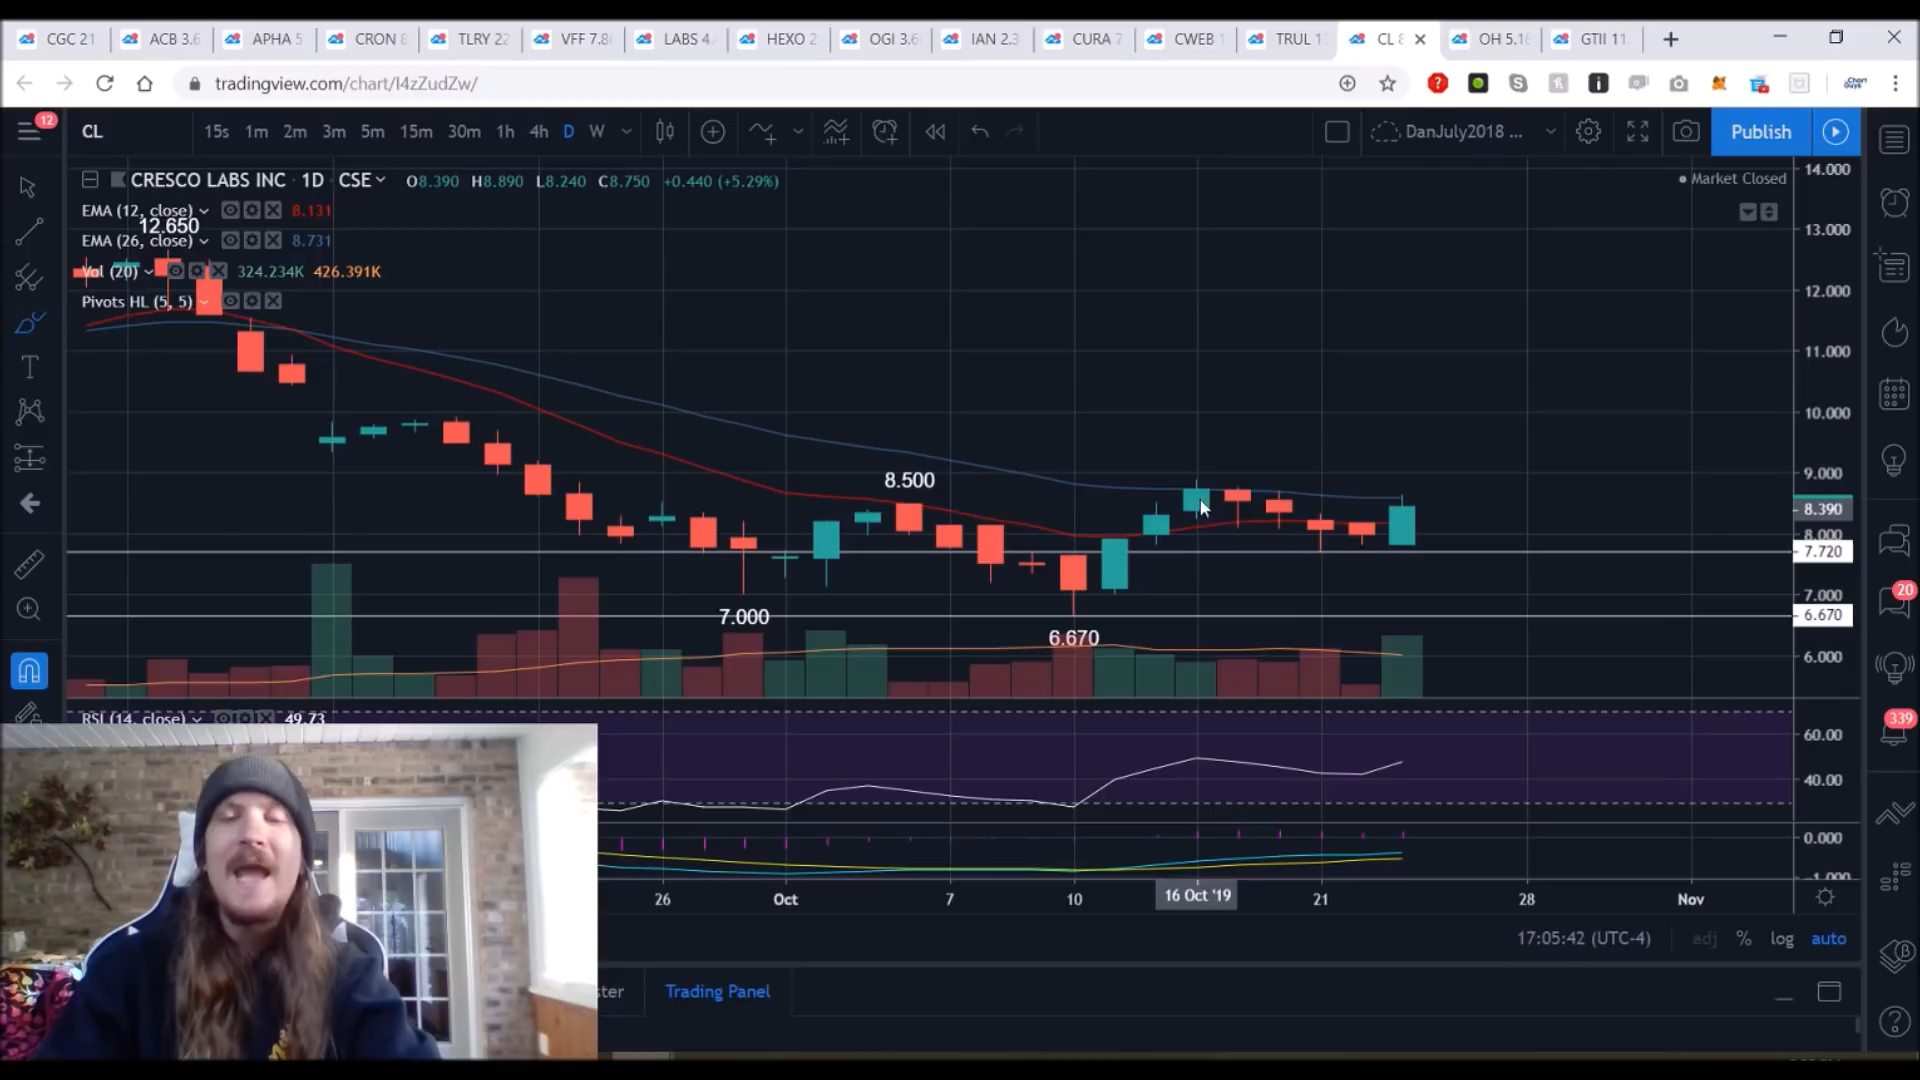 CGC 21 ACB 3.6 APHA 5 CRON 8 TLRY 22 VFF 7.8 LABS 4 HEXO 2 OGI 3.6 IAN 2.3 CURA 7 CWEB 1 TRUL 1 CL 8 OH 5.16 GTII 11
tradingview.com/chart/I4zZudZw/
12 CL 15s 1m 2m 3m 5m 15m 30m 1h 4h D W DanJuly2018 ... Publish
CRESCO LABS INC · 1D · CSE O8.390 H8.890 L8.240 C8.750 +0.440 (+5.29%) Market Closed
EMA (12, close) 8.131
12.650
EMA (26, close) 8.731
Vol (20) 324.234K 426.391K
Pivots HL (5, 5)
14.000
13.000
12.000
11.000
10.000
9.000
8.500
8.390
8.000
7.720
7.000
20
6.670
7.000
6.670
6.000
RSI (14, close) 49.73
339
60.00
40.00
0.000
-1.000
26 Oct 7 10 16 Oct '19 21 28 Nov
17:05:42 (UTC-4) adj % log auto
ster Trading Panel